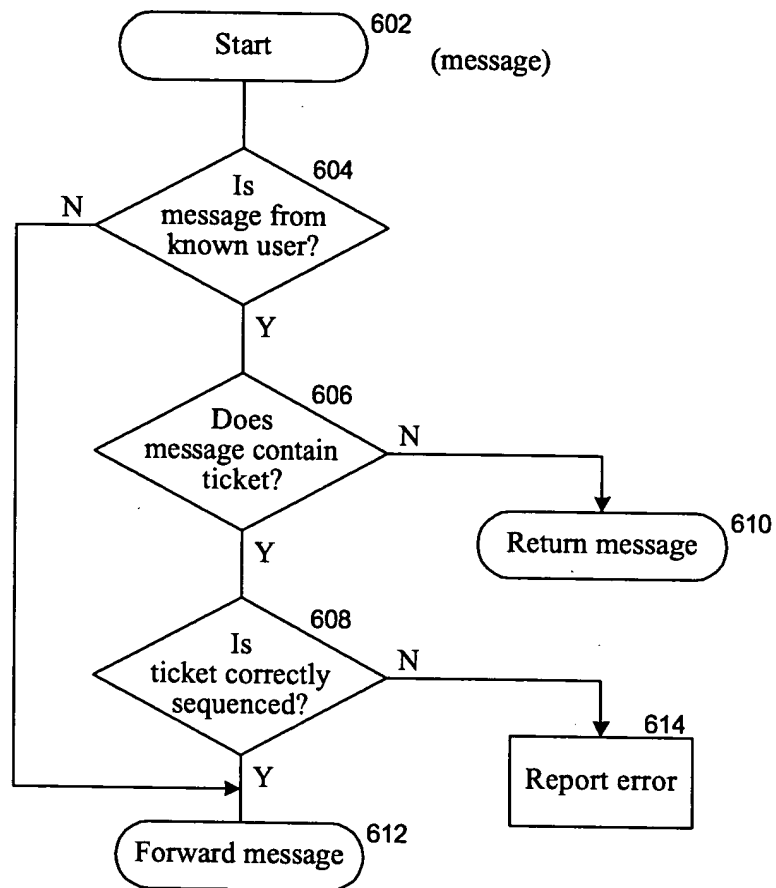 Start
602
(message)
604
Is
message from
known user?
N
Y
606
Does
message contain
ticket?
N
Y
Return message
610
608
Is
ticket correctly
sequenced?
N
Y
614
Report error
Forward message
612